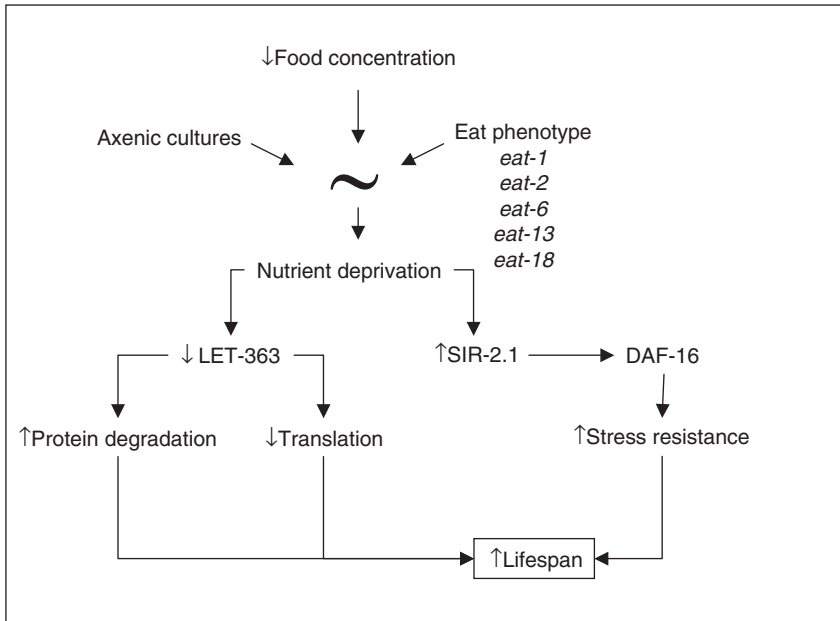 ↓Food concentration
Axenic cultures
Eat phenotype
eat-1
eat-2
eat-6
eat-13
eat-18
~
Nutrient deprivation
↓ LET-363
↑SIR-2.1
DAF-16
↑Protein degradation
↓Translation
↑Stress resistance
↑Lifespan